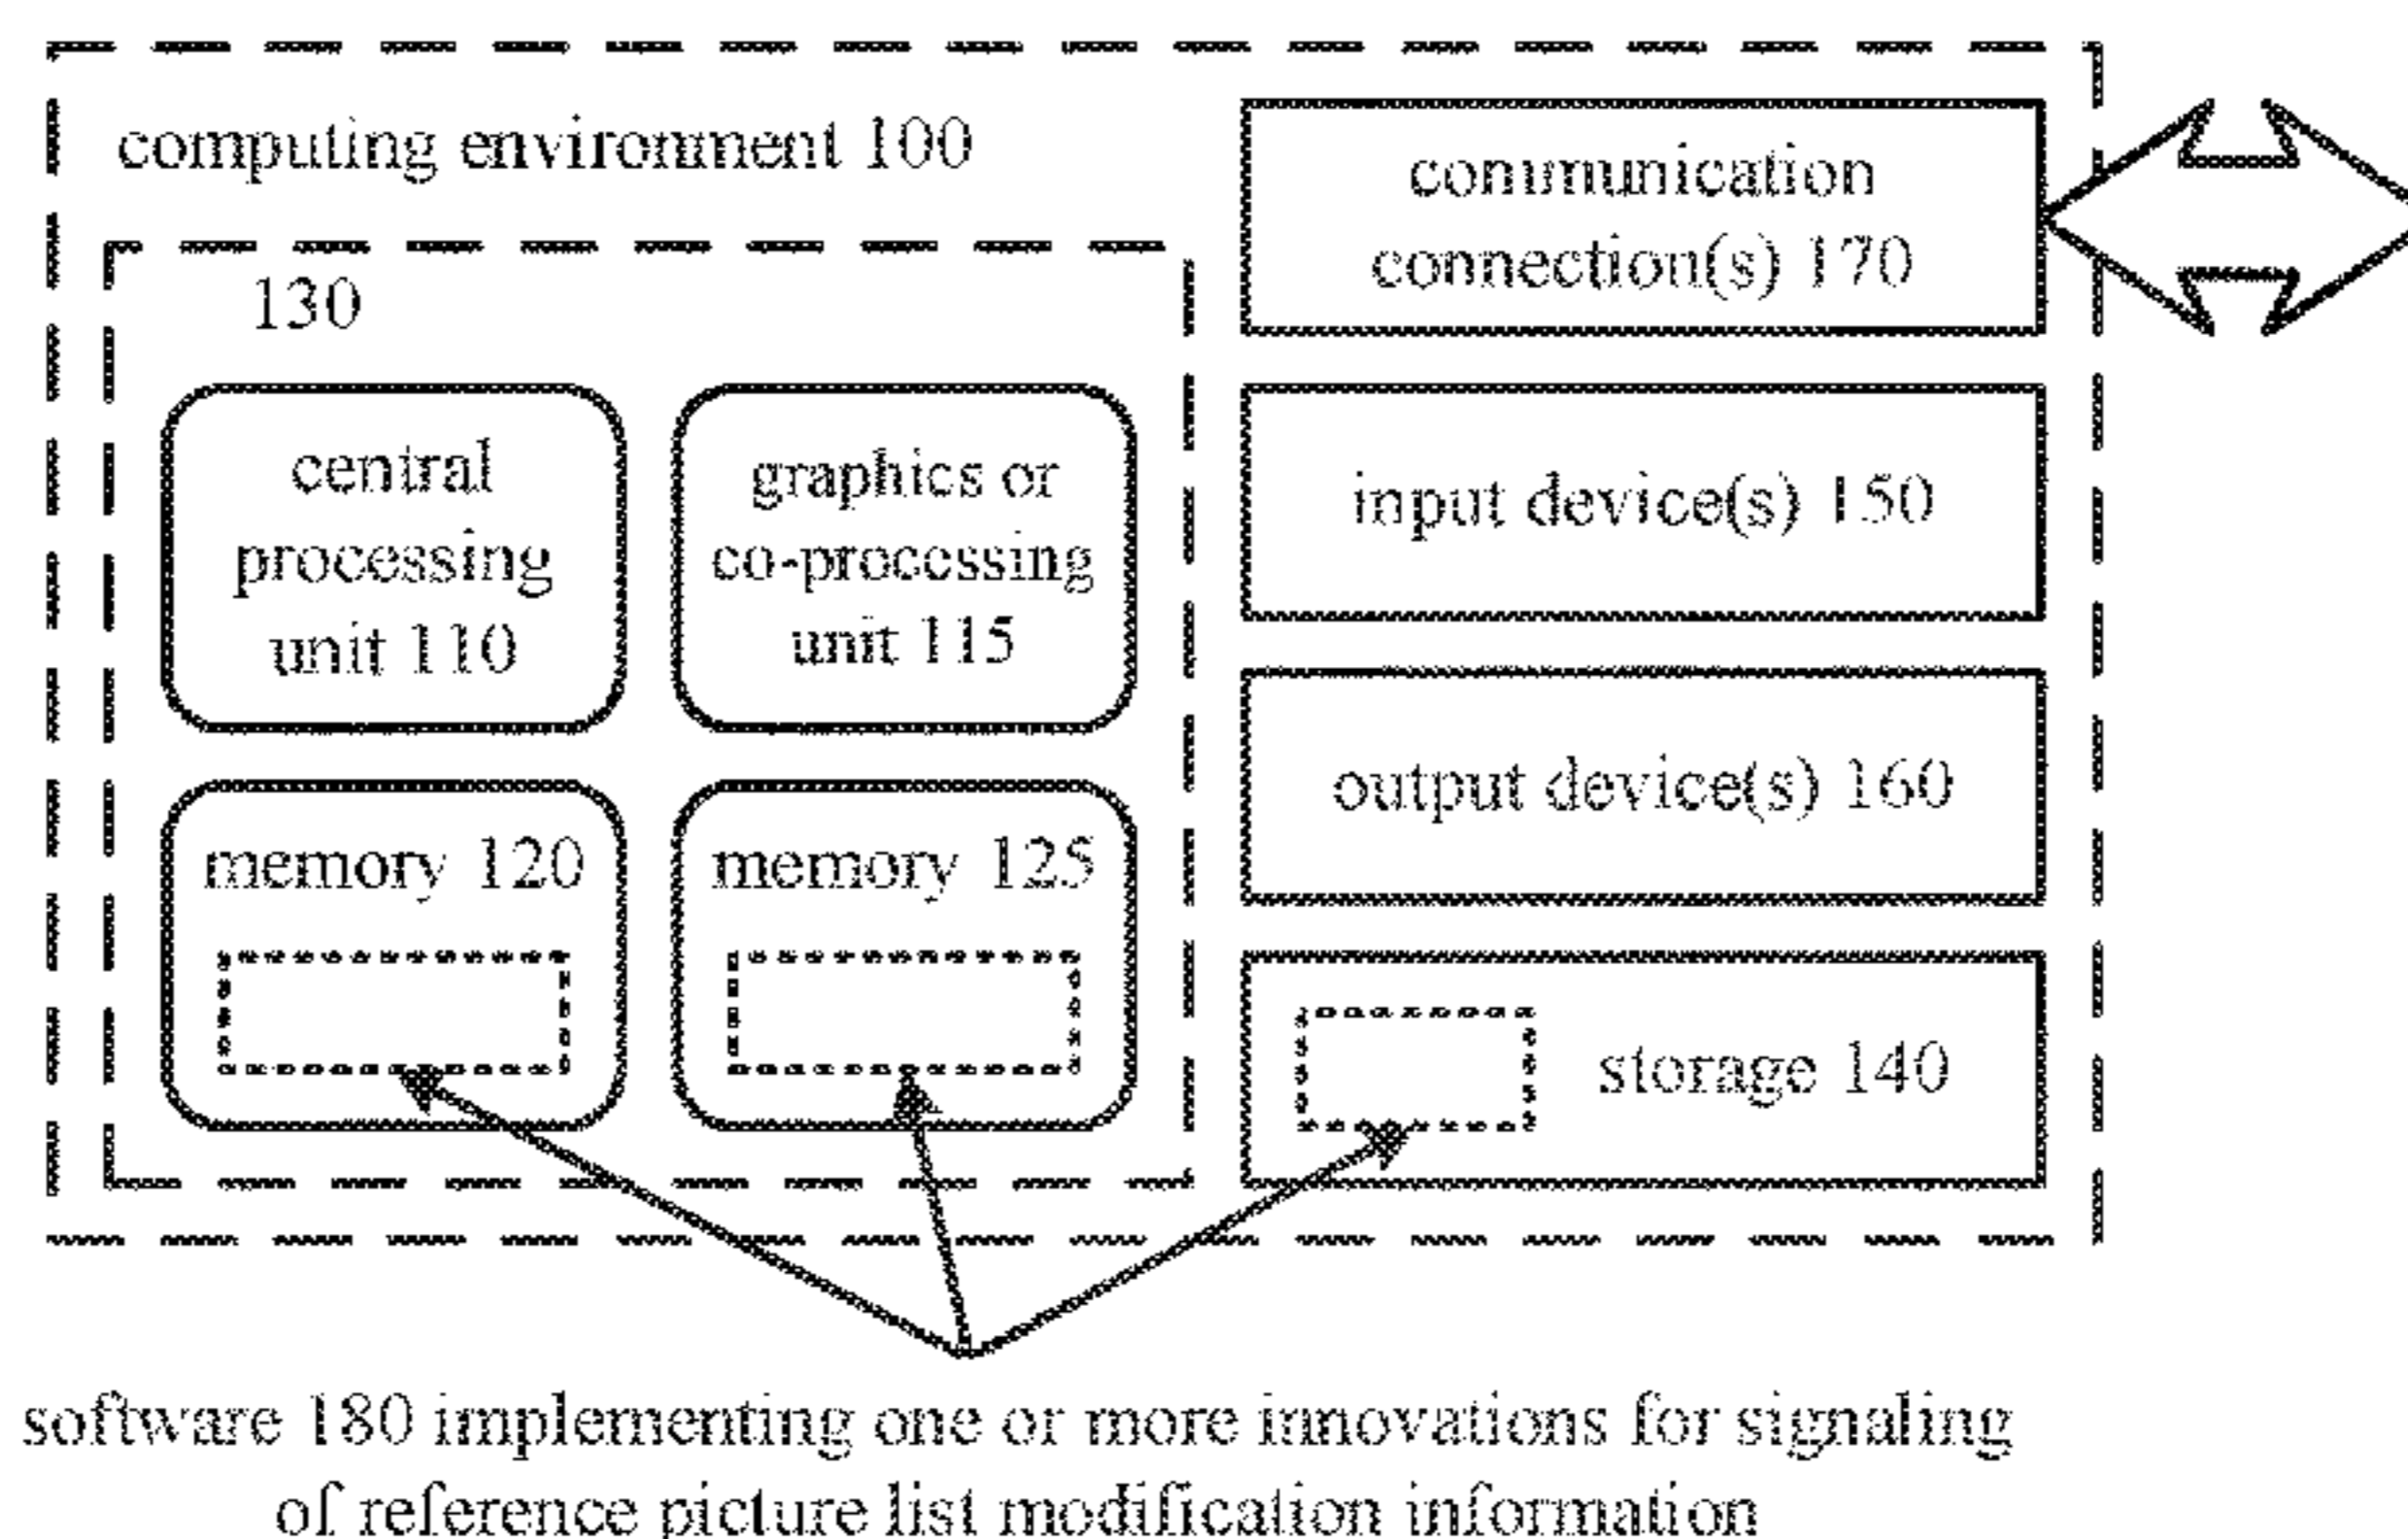 computing environment 100
communication
connection(s) 170
130
central
processing
unit 110
graphics or
co-processing
unit 115
input device(s) 150
output device(s) 160
memory 120
memory 125
storage 140
software 180 implementing one or more innovations for signaling
of reference picture list modification information